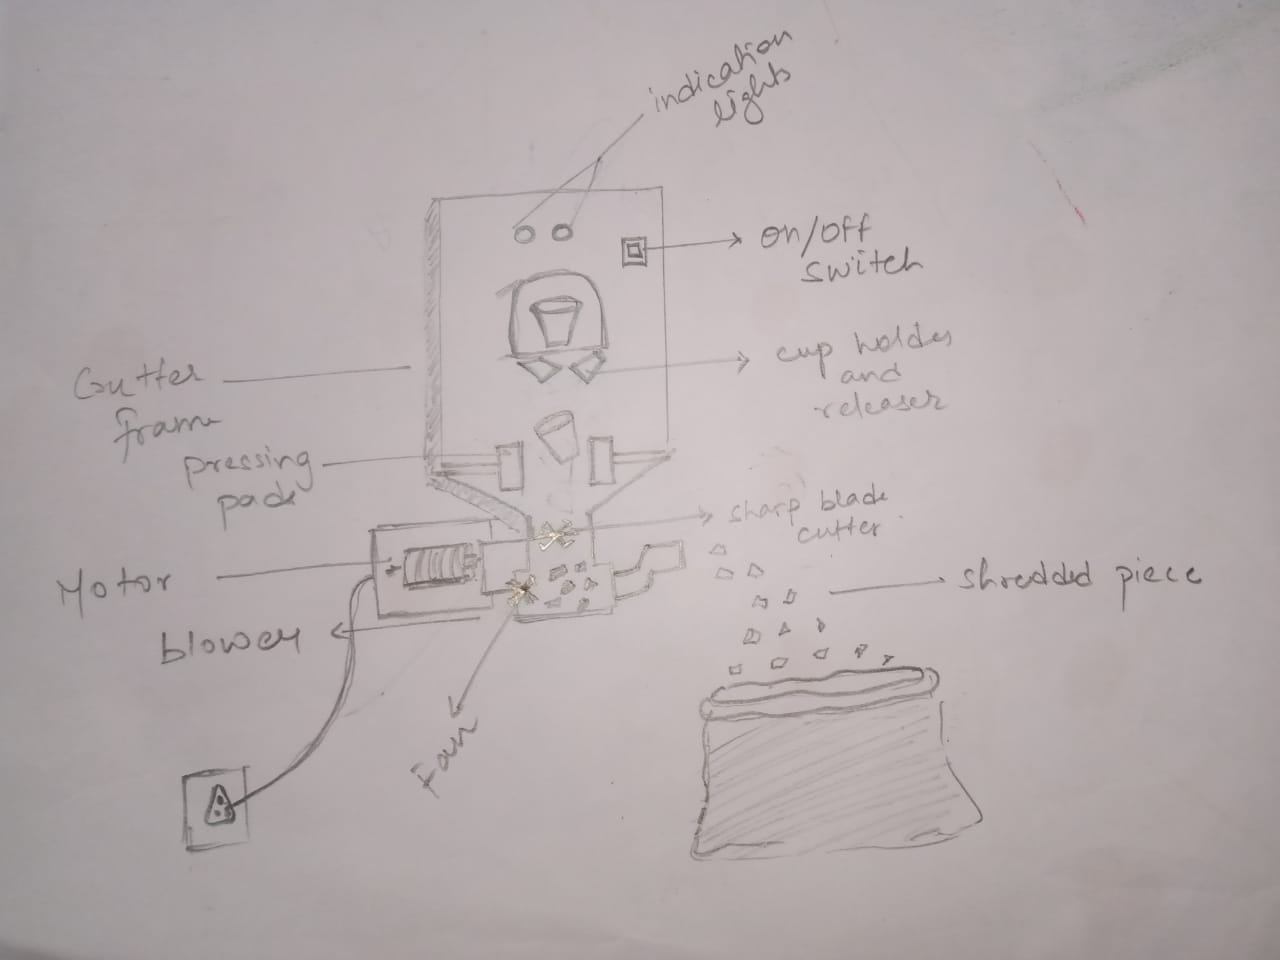 indication
lights
on/off
switch
cup holder
and
releaser
Cutter
frame
pressing
pads
sharp blade
cutter
Motor
shredded piece
blower
Fan